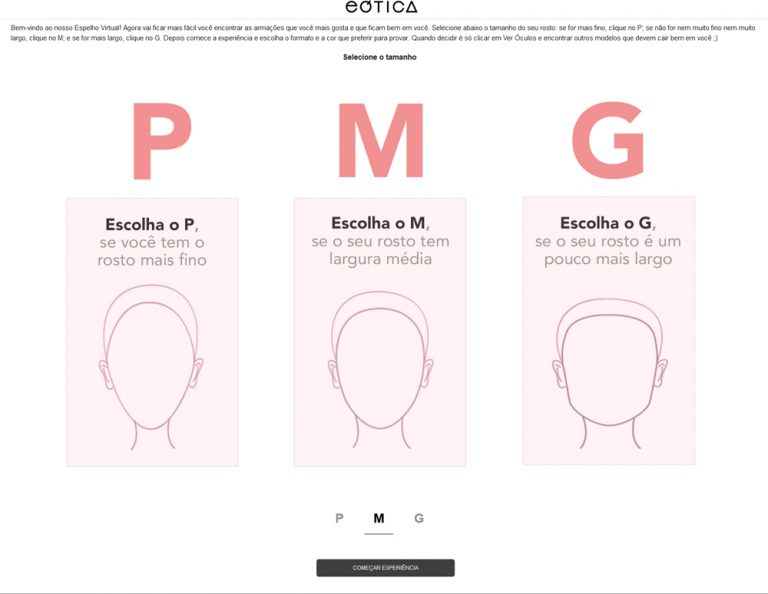 eótica
Bem-vindo ao nosso Espelho Virtual! Agora vai ficar mais fácil você encontrar as armações que você mais gosta e que ficam bem em você. Selecione abaixo o tamanho do seu rosto: se for mais fino, clique no P; se não for nem muito fino nem muito
largo, clique no M; e se for mais largo, clique no G. Depois comece a experiência e escolha o formato e a cor que preferir para provar. Quando decidir é só clicar em Ver Óculos e encontrar outros modelos que devem cair bem em você ;)
Selecione o tamanho
P M G
Escolha o P,
se você tem o
rosto mais fino
Escolha o M,
se o seu rosto tem
largura média
Escolha o G,
se o seu rosto é um
pouco mais largo
P M G
COMEÇAR EXPERIÊNCIA